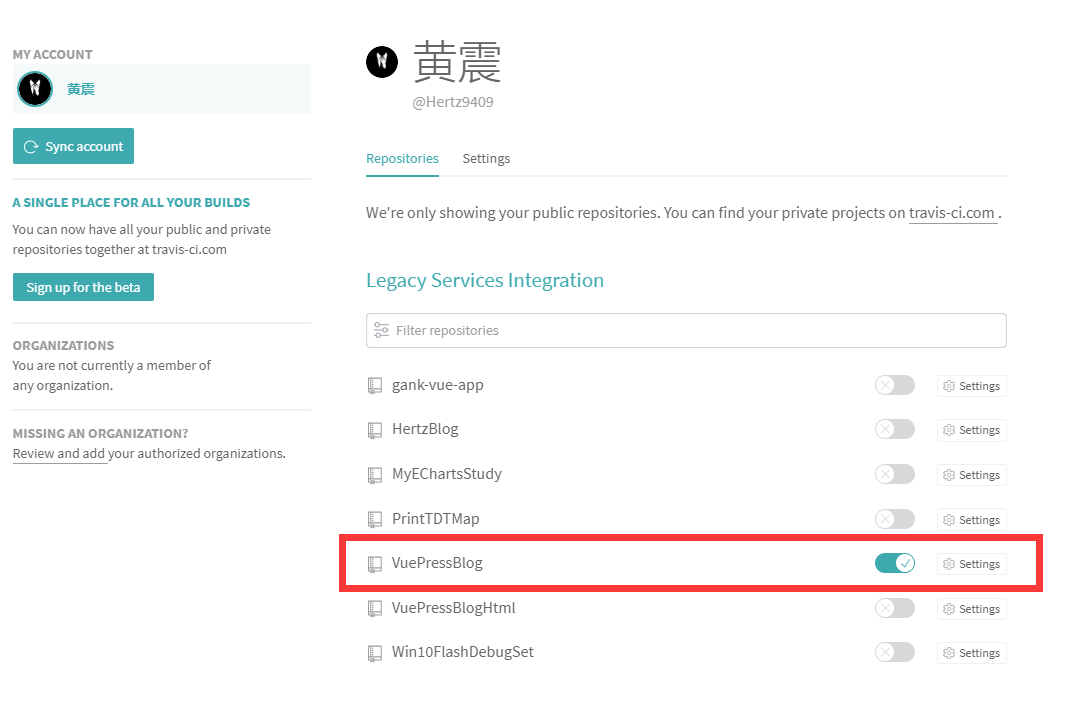 MY ACCOUNT
黄震
Sync account
A SINGLE PLACE FOR ALL YOUR BUILDS
You can now have all your public and private
repositories together at travis-ci.com
Sign up for the beta
ORGANIZATIONS
You are not currently a member of
any organization.
MISSING AN ORGANIZATION?
Review and add your authorized organizations.
黄震
@Hertz9409
Repositories
Settings
We're only showing your public repositories. You can find your private projects on travis-ci.com .
Legacy Services Integration
Filter repositories
gank-vue-app Settings
HertzBlog Settings
MyEChartsStudy Settings
PrintTDTMap Settings
VuePressBlog Settings
VuePressBlogHtml Settings
Win10FlashDebugSet Settings